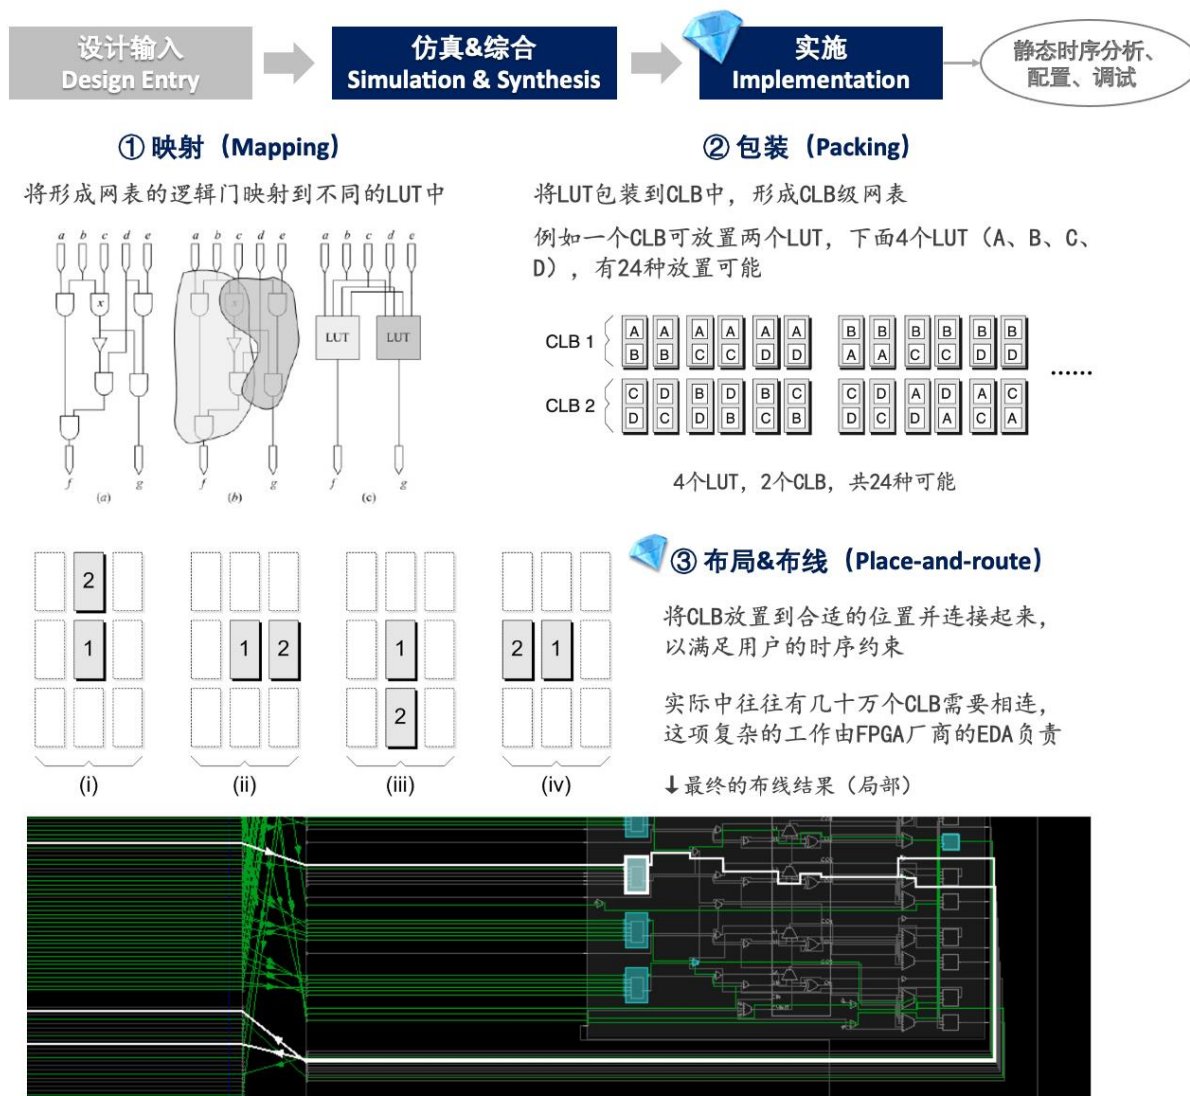 设计输入
Design Entry
仿真&综合
Simulation & Synthesis
实施
Implementation
静态时序分析、
配置、调试
① 映射（Mapping）
将形成网表的逻辑门映射到不同的LUT中
a b c d e a b c d e a b c d e
x x
LUT LUT
f g f g f g
(a) (b) (c)
② 包装（Packing）
将LUT包装到CLB中，形成CLB级网表
例如一个CLB可放置两个LUT，下面4个LUT（A、B、C、
D），有24种放置可能
CLB 1
A A A A A A B B B B B B
B B C C D D A A C C D D
......
CLB 2
C D B D B C C D A D A C
D C D B C B D C D A C A
4个LUT，2个CLB，共24种可能
2
1
(i)
1 2
(ii)
1
2
(iii)
2 1
(iv)
③ 布局&布线（Place-and-route）
将CLB放置到合适的位置并连接起来，
以满足用户的时序约束
实际中往往有几十万个CLB需要相连，
这项复杂的工作由FPGA厂商的EDA负责
↓最终的布线结果（局部）